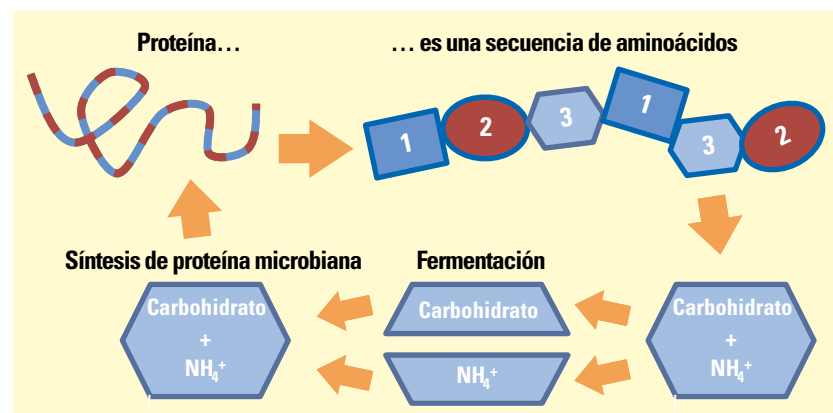 Proteína… … es una secuencia de aminoácidos
1 2 3 1 3 2
Síntesis de proteína microbiana Fermentación
Carbohidrato
+
NH₄⁺
Carbohidrato
NH₄⁺
Carbohidrato
+
NH₄⁺